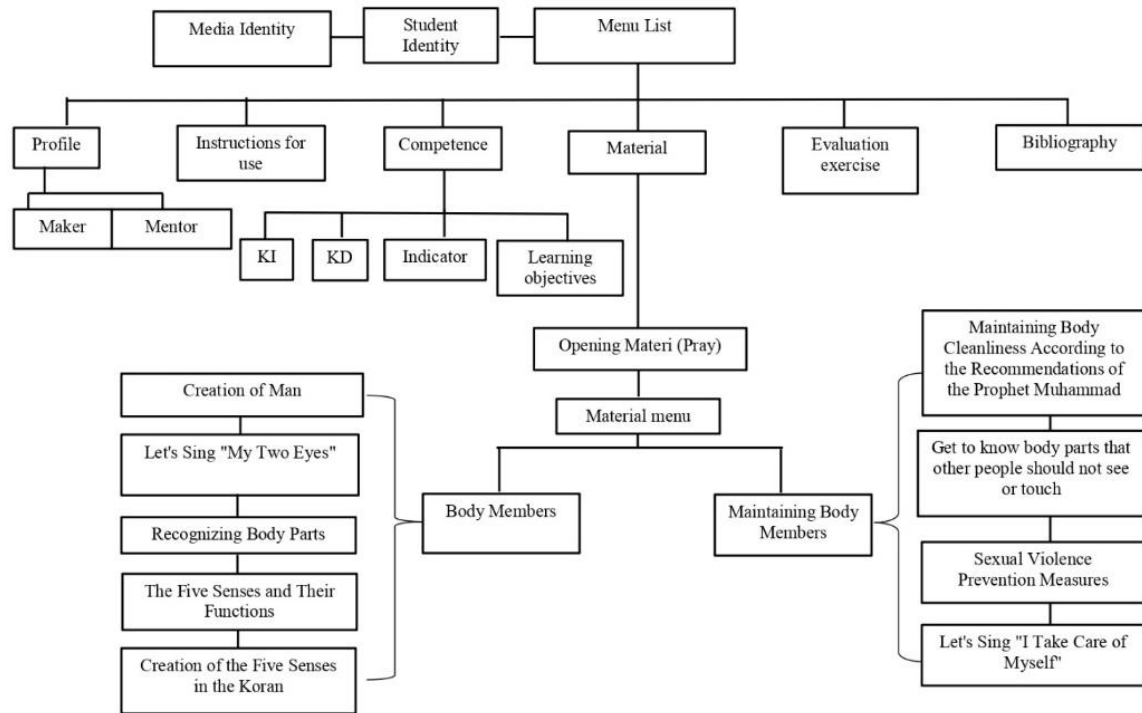 Media Identity
Student
Identity
Menu List
Profile
Instructions for
use
Competence
Material
Evaluation
exercise
Bibliography
Maker
Mentor
KI
KD
Indicator
Learning
objectives
Opening Materi (Pray)
Material menu
Body Members
Maintaining Body
Members
Creation of Man
Let's Sing "My Two Eyes"
Recognizing Body Parts
The Five Senses and Their
Functions
Creation of the Five Senses
in the Koran
Maintaining Body
Cleanliness According to
the Recommendations of
the Prophet Muhammad
Get to know body parts that
other people should not see
or touch
Sexual Violence
Prevention Measures
Let's Sing "I Take Care of
Myself"